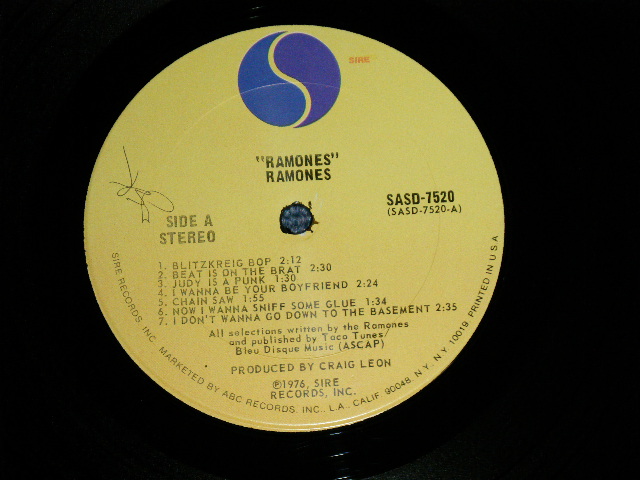 SIRE
"RAMONES"
RAMONES
SASD-7520
(SASD-7520-A)
SIDE A
STEREO
1. BLITZKREIG BOP 2:12
2. BEAT IS ON THE BRAT 2:30
3. JUDY IS A PUNK 1:30
4. I WANNA BE YOUR BOYFRIEND 2:24
5. CHAIN SAW 1:55
6. NOW I WANNA SNIFF SOME GLUE 1:34
7. I DON'T WANNA GO DOWN TO THE BASEMENT 2:35
All selections written by the Ramones
and published by Taco Tunes/
Bleu Disque Music (ASCAP)
PRODUCED BY CRAIG LEON
℗1976, SIRE
RECORDS, INC.
SIRE RECORDS, INC. MARKETED BY ABC RECORDS, INC., L.A., CALIF. 90048, N.Y., N.Y. 10019 PRINTED IN U S A